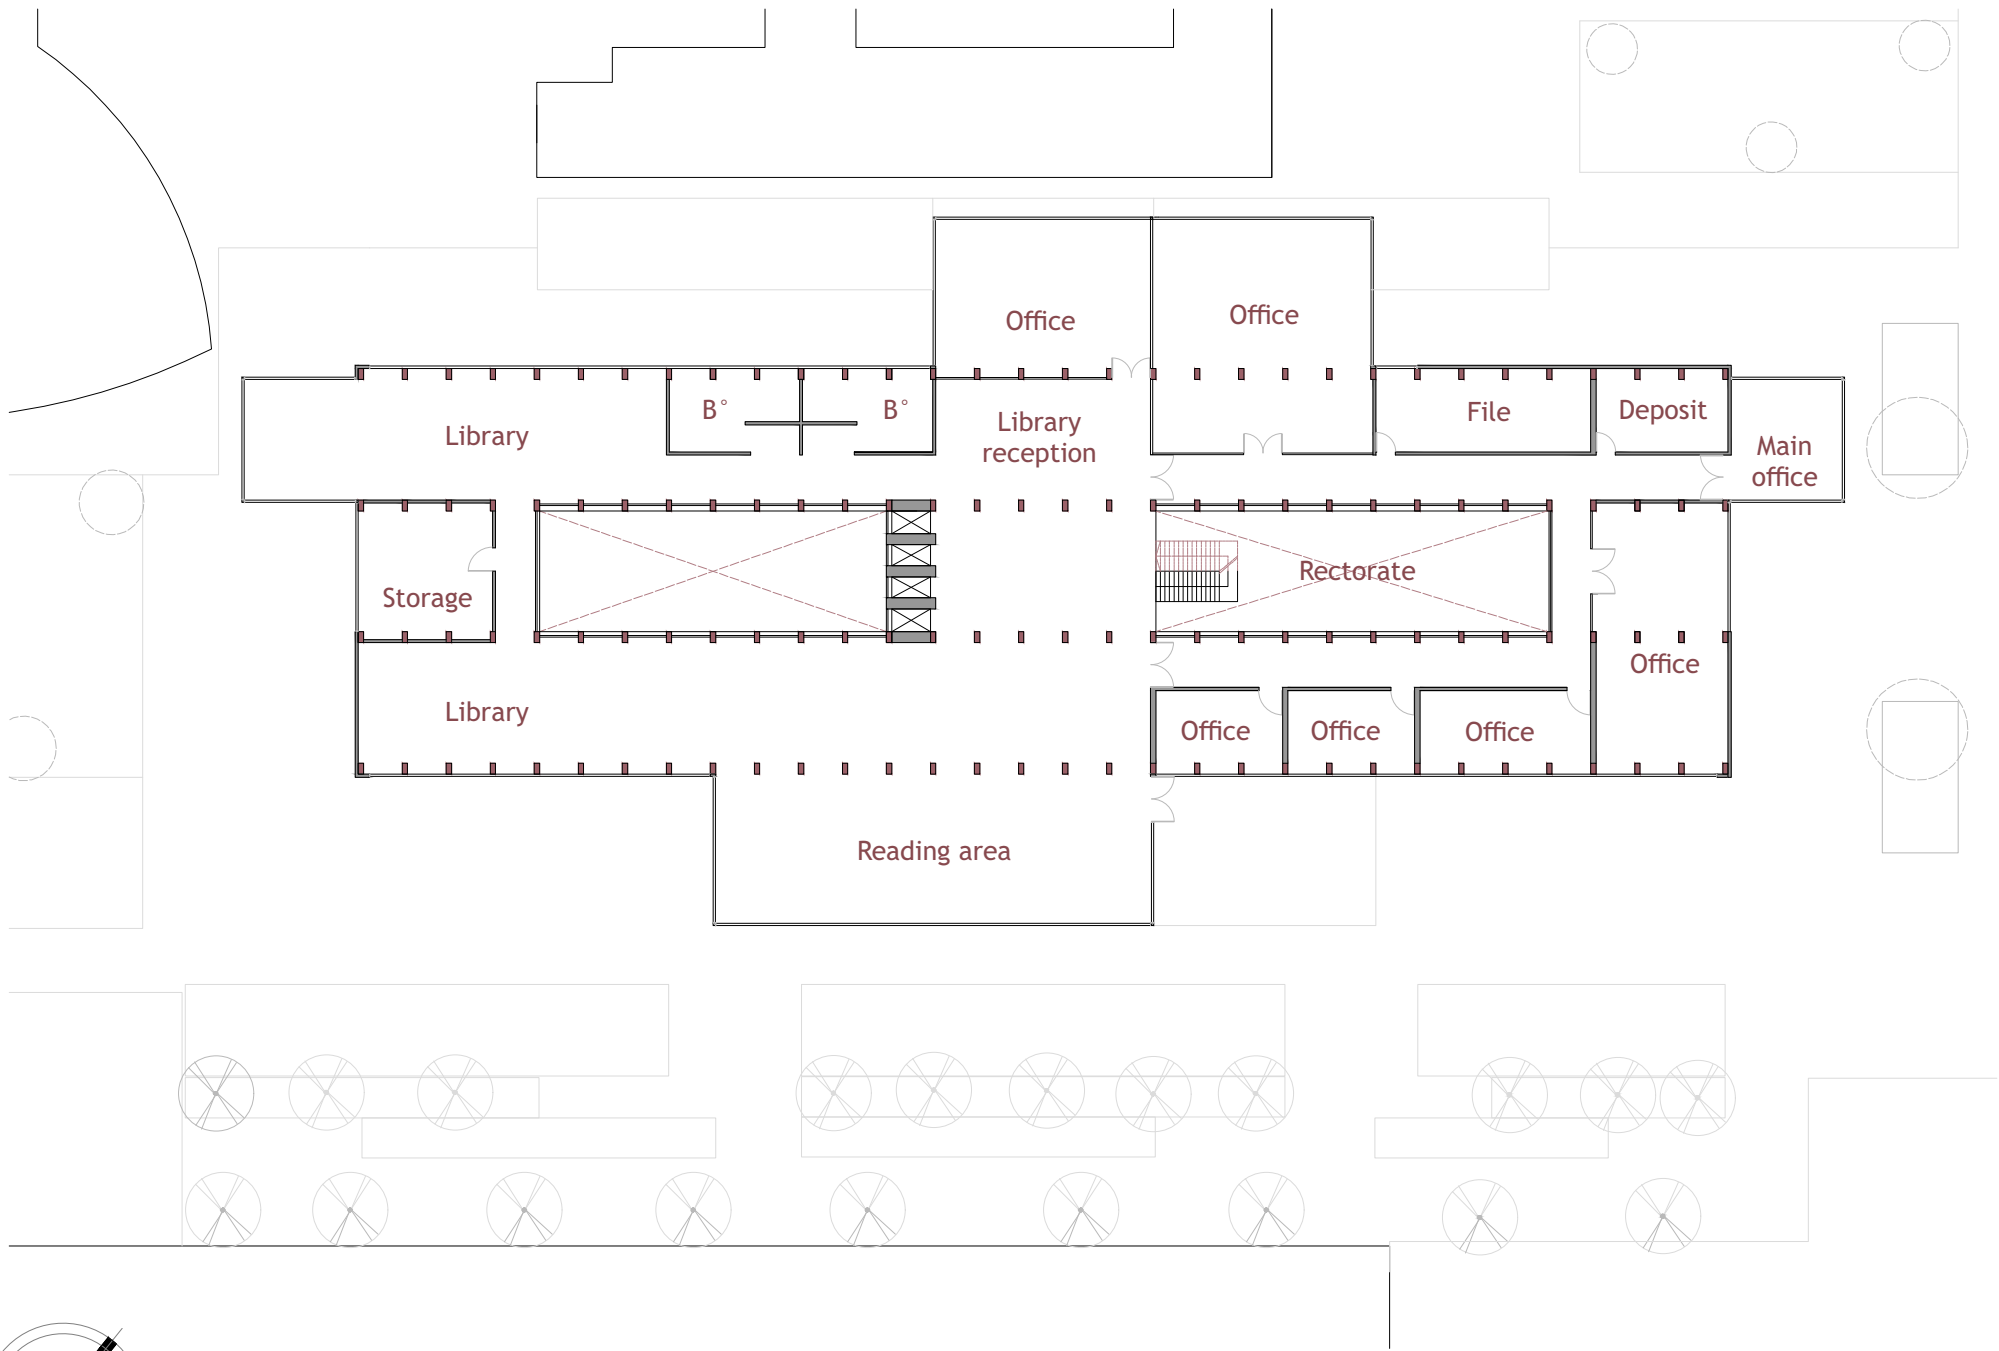 Office
Office
B°
B°
Library
Library
reception
File
Deposit
Main
office
Storage
Rectorate
Office
Library
Office
Office
Office
Reading area